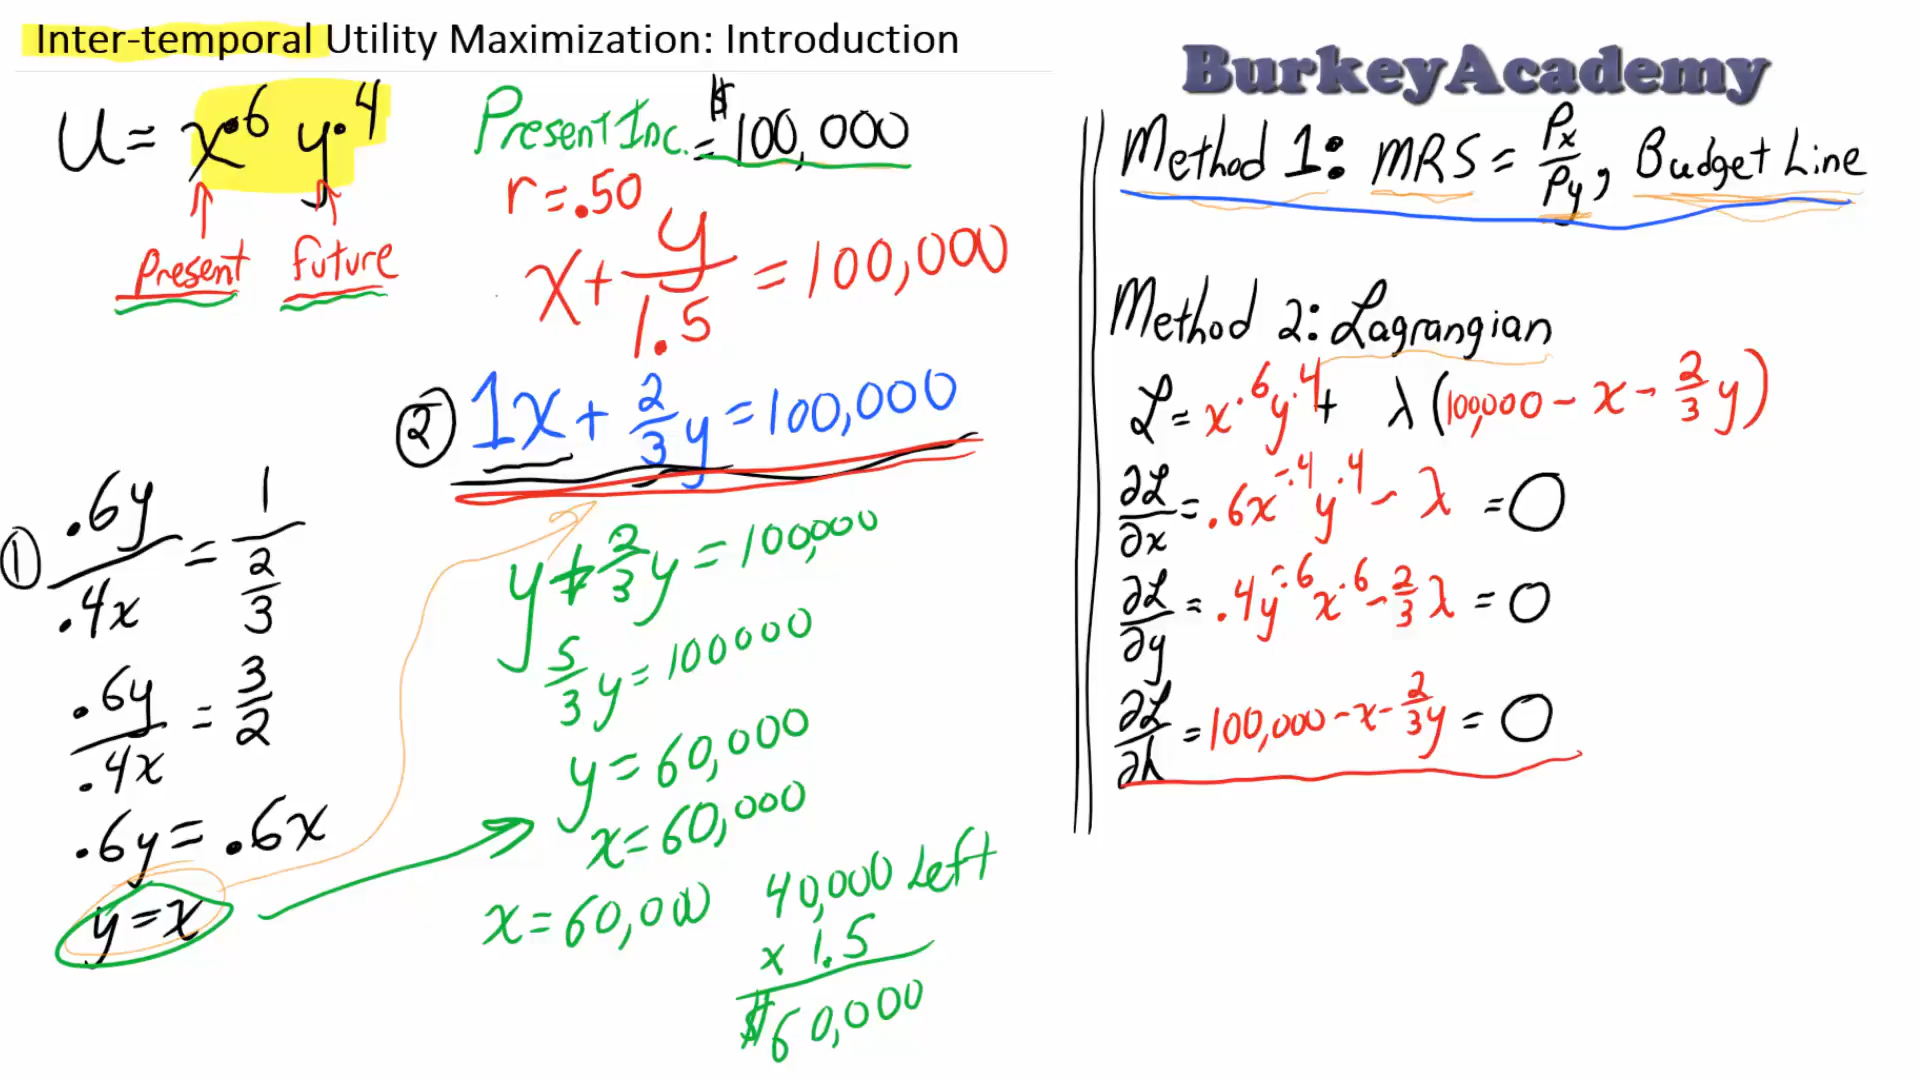 Inter-temporal Utility Maximization: Introduction
U = x^.6 y^.4
Present
future
Present Inc. = $100,000
r = .50
x + y/1.5 = 100,000
② 1x + 2/3 y = 100,000
① .6y/.4x = 1/(2/3)
.6y/.4x = 3/2
.6y = .6x
y = x
y + 2/3 y = 100,000
5/3 y = 100000
y = 60,000
x = 60,000
x = 60,000
40,000 Left
x 1.5
$60,000
BurkeyAcademy
Method 1: MRS = Px/Py, Budget Line
Method 2: Lagrangian
ℒ = x^.6 y^.4 + λ(100,000 - x - 2/3 y)
∂ℒ/∂x = .6x^-.4 y^.4 - λ = 0
∂ℒ/∂y = .4y^-.6 x^.6 - 2/3 λ = 0
∂ℒ/∂λ = 100,000 - x - 2/3 y = 0